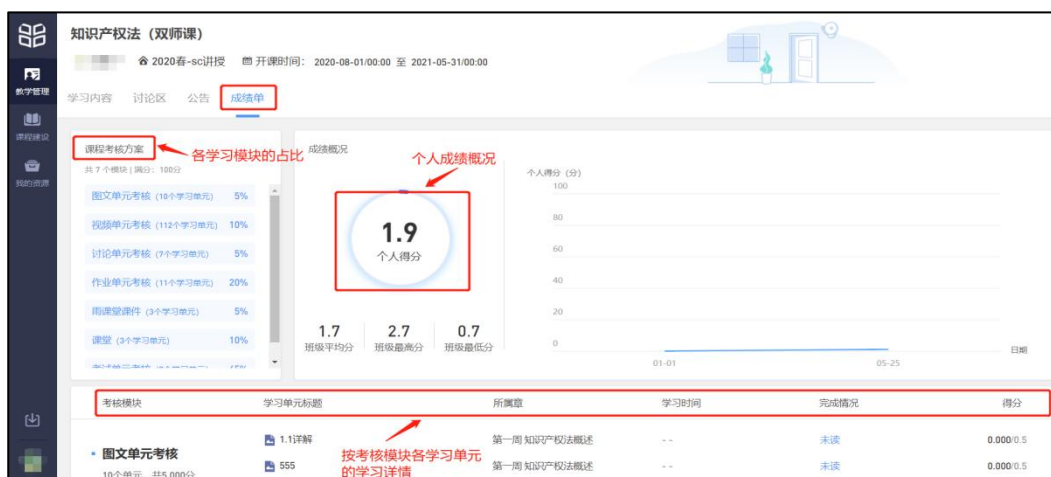 知识产权法（双师课）
2020春-sc讲授 开课时间： 2020-08-01/00:00 至 2021-05-31/00:00
教学管理
学习内容 讨论区 公告 成绩单
课程建设
我的资源
课程考核方案
各学习模块的占比
共 7 个模块 | 满分：100分
图文单元考核 (10个学习单元) 5%
视频单元考核 (112个学习单元) 10%
讨论单元考核 (7个学习单元) 5%
作业单元考核 (11个学习单元) 20%
雨课堂课件 (3个学习单元) 5%
课堂 (3个学习单元) 10%
成绩概况
个人成绩概况
1.9
个人得分
1.7 2.7 0.7
班级平均分 班级最高分 班级最低分
个人得分（分）
100
80
60
40
20
0
日期
01-01 05-25
考核模块 学习单元标题 所属章 学习时间 完成情况 得分
图文单元考核
10个单元，共5.000分
1.1详解 第一周 知识产权法概述 -- 未读 0.000/0.5
555 第一周 知识产权法概述 -- 未读 0.000/0.5
按考核模块各学习单元
的学习详情